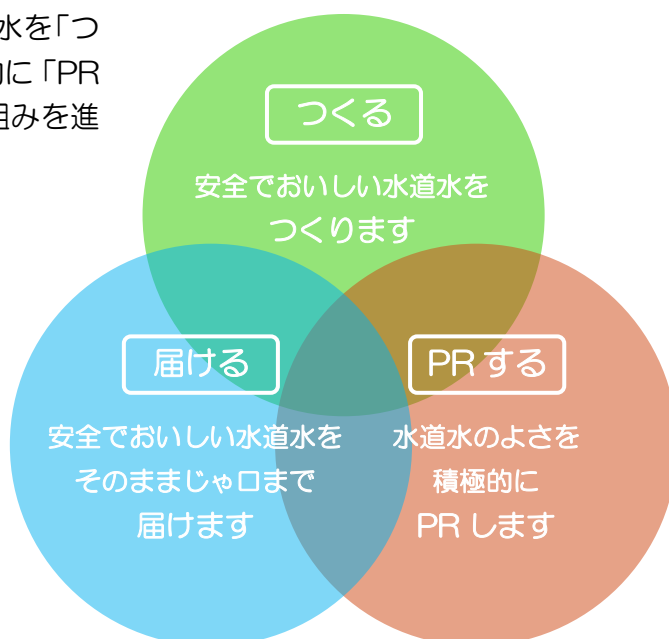 水を「つ
に「PR
組みを進
つくる
安全でおいしい水道水を
つくります
届ける
安全でおいしい水道水を
そのままじゃ口まで
届けます
PRする
水道水のよさを
積極的に
PRします